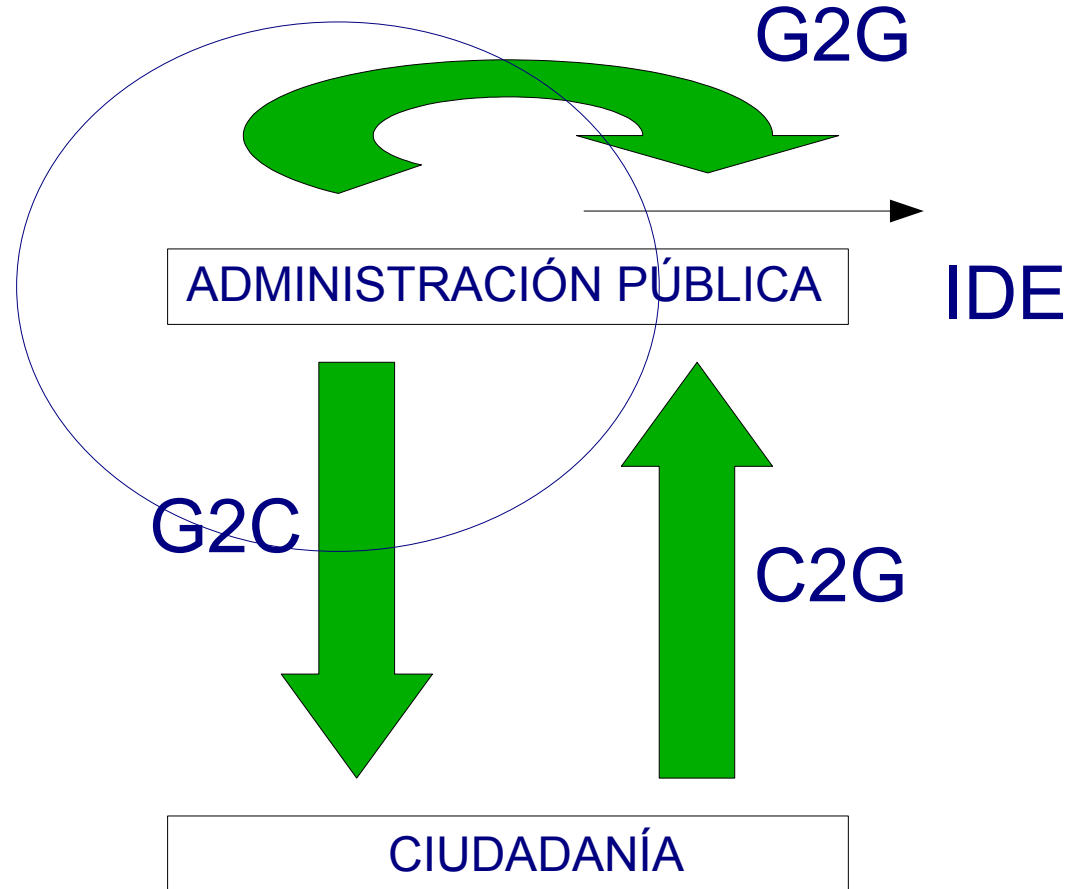 G2G
ADMINISTRACIÓN PÚBLICA
IDE
G2C
C2G
CIUDADANÍA